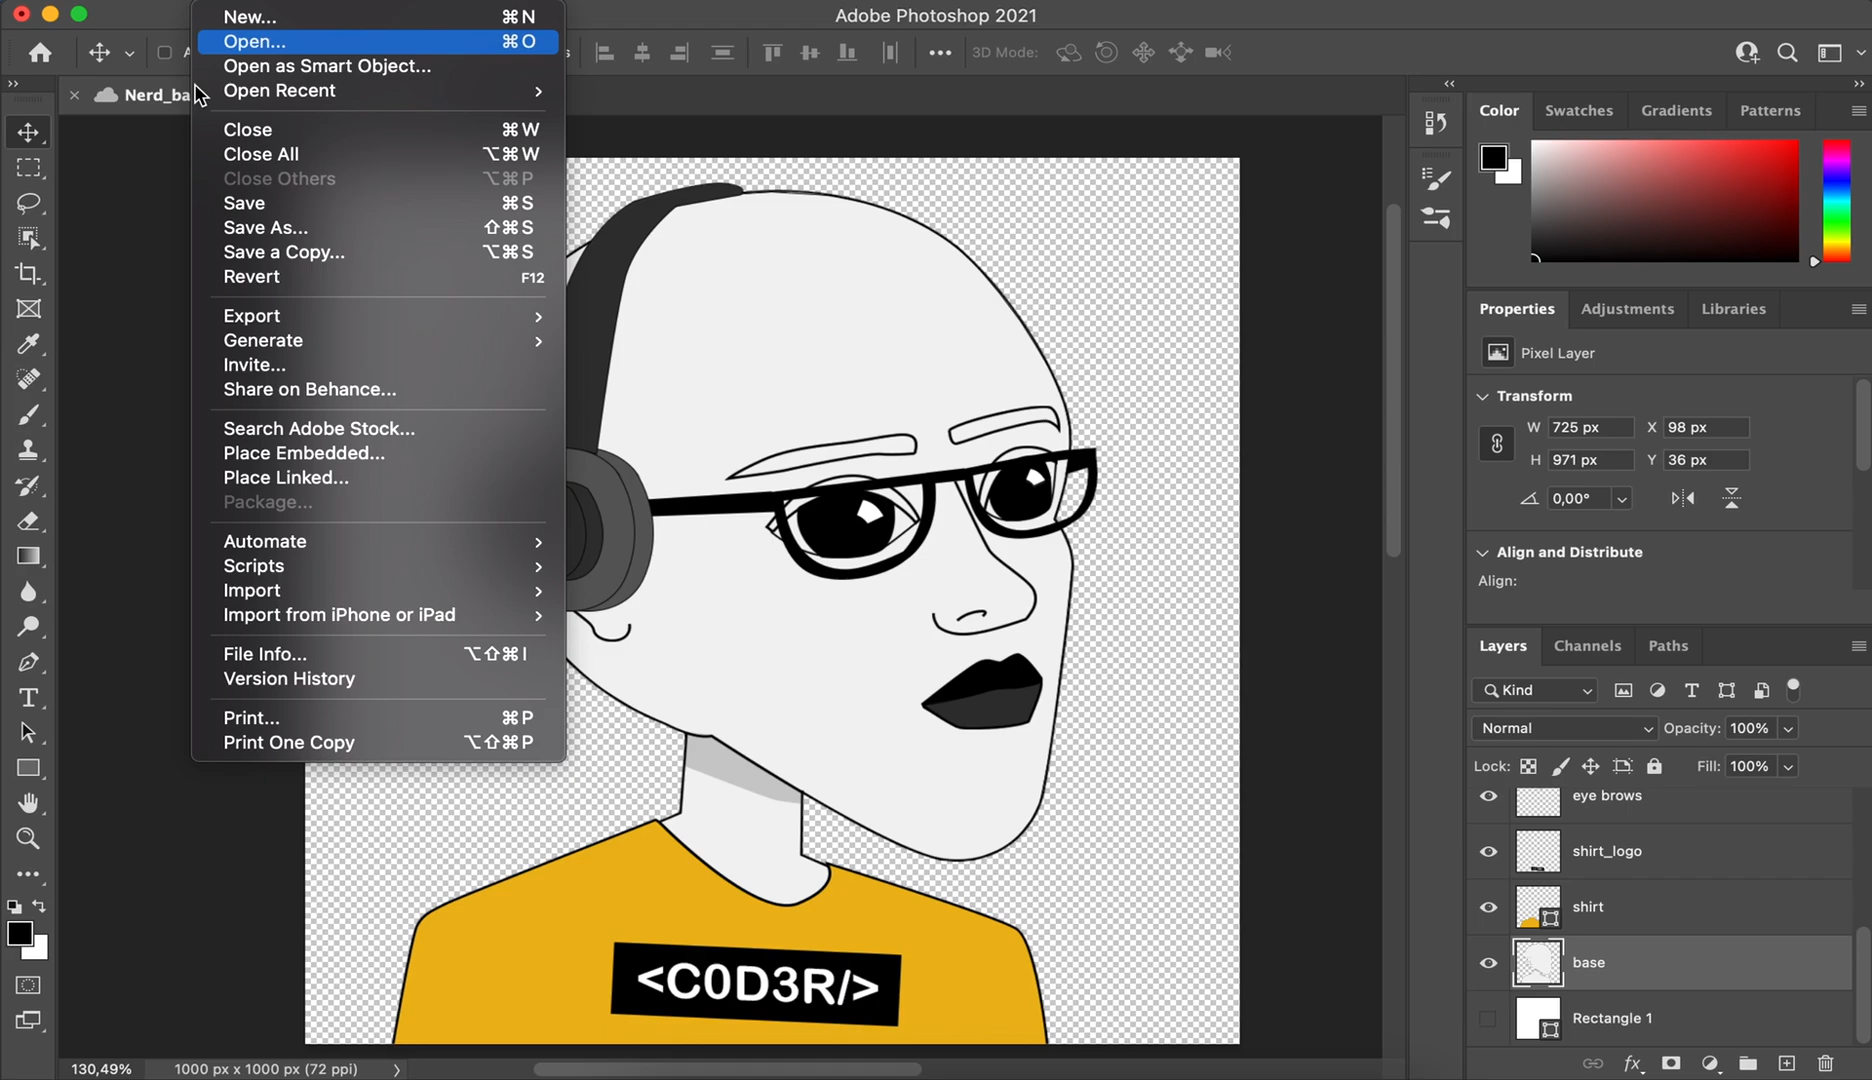 Adobe Photoshop 2021
New... ⌘N
Open... ⌘O
Open as Smart Object...
Open Recent
Close ⌘W
Close All ⌥⌘W
Close Others ⌥⌘P
Save ⌘S
Save As... ⇧⌘S
Save a Copy... ⌥⌘S
Revert F12
Export
Generate
Invite...
Share on Behance...
Search Adobe Stock...
Place Embedded...
Place Linked...
Package...
Automate
Scripts
Import
Import from iPhone or iPad
File Info... ⌥⇧⌘I
Version History
Print... ⌘P
Print One Copy ⌥⇧⌘P
3D Mode:
<C0D3R/>
130,49% 1000 px x 1000 px (72 ppi)
Color Swatches Gradients Patterns
Properties Adjustments Libraries
Pixel Layer
Transform
W 725 px X 98 px
H 971 px Y 36 px
0,00°
Align and Distribute
Align:
Layers Channels Paths
Kind
Normal Opacity: 100%
Lock: Fill: 100%
eye brows
shirt_logo
shirt
base
Rectangle 1